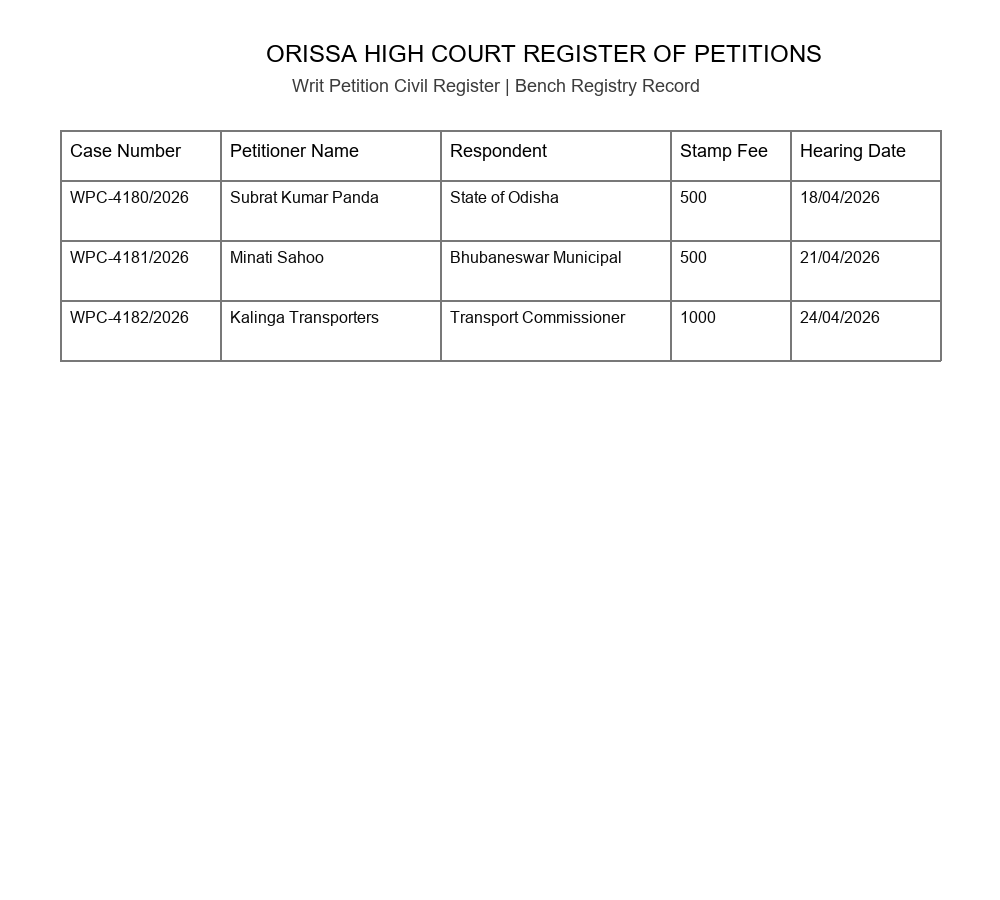 ORISSA HIGH COURT REGISTER OF PETITIONS
Writ Petition Civil Register | Bench Registry Record
Case Number Petitioner Name Respondent Stamp Fee Hearing Date
WPC-4180/2026 Subrat Kumar Panda State of Odisha 500 18/04/2026
WPC-4181/2026 Minati Sahoo Bhubaneswar Municipal 500 21/04/2026
WPC-4182/2026 Kalinga Transporters Transport Commissioner 1000 24/04/2026